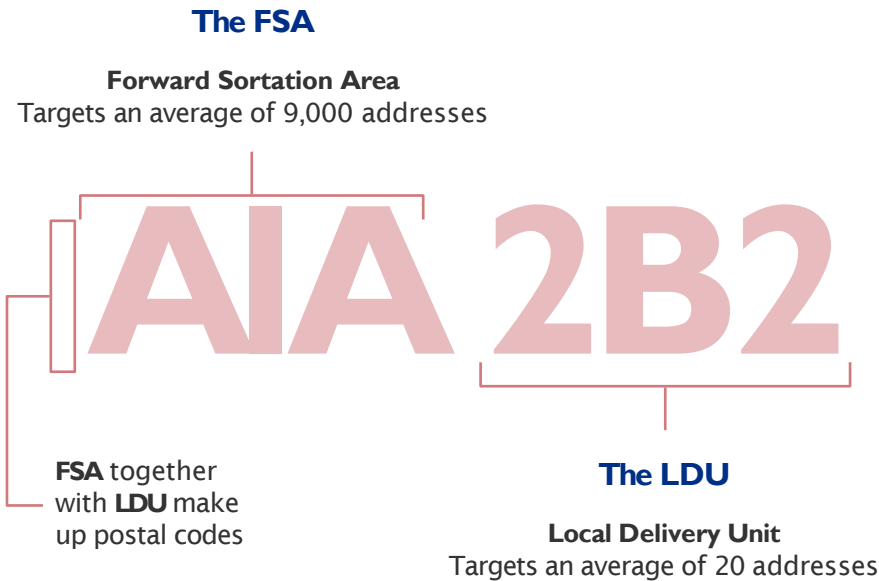 The FSA
Forward Sortation Area
Targets an average of 9,000 addresses
A1A 2B2
FSA together
with LDU make
up postal codes
The LDU
Local Delivery Unit
Targets an average of 20 addresses